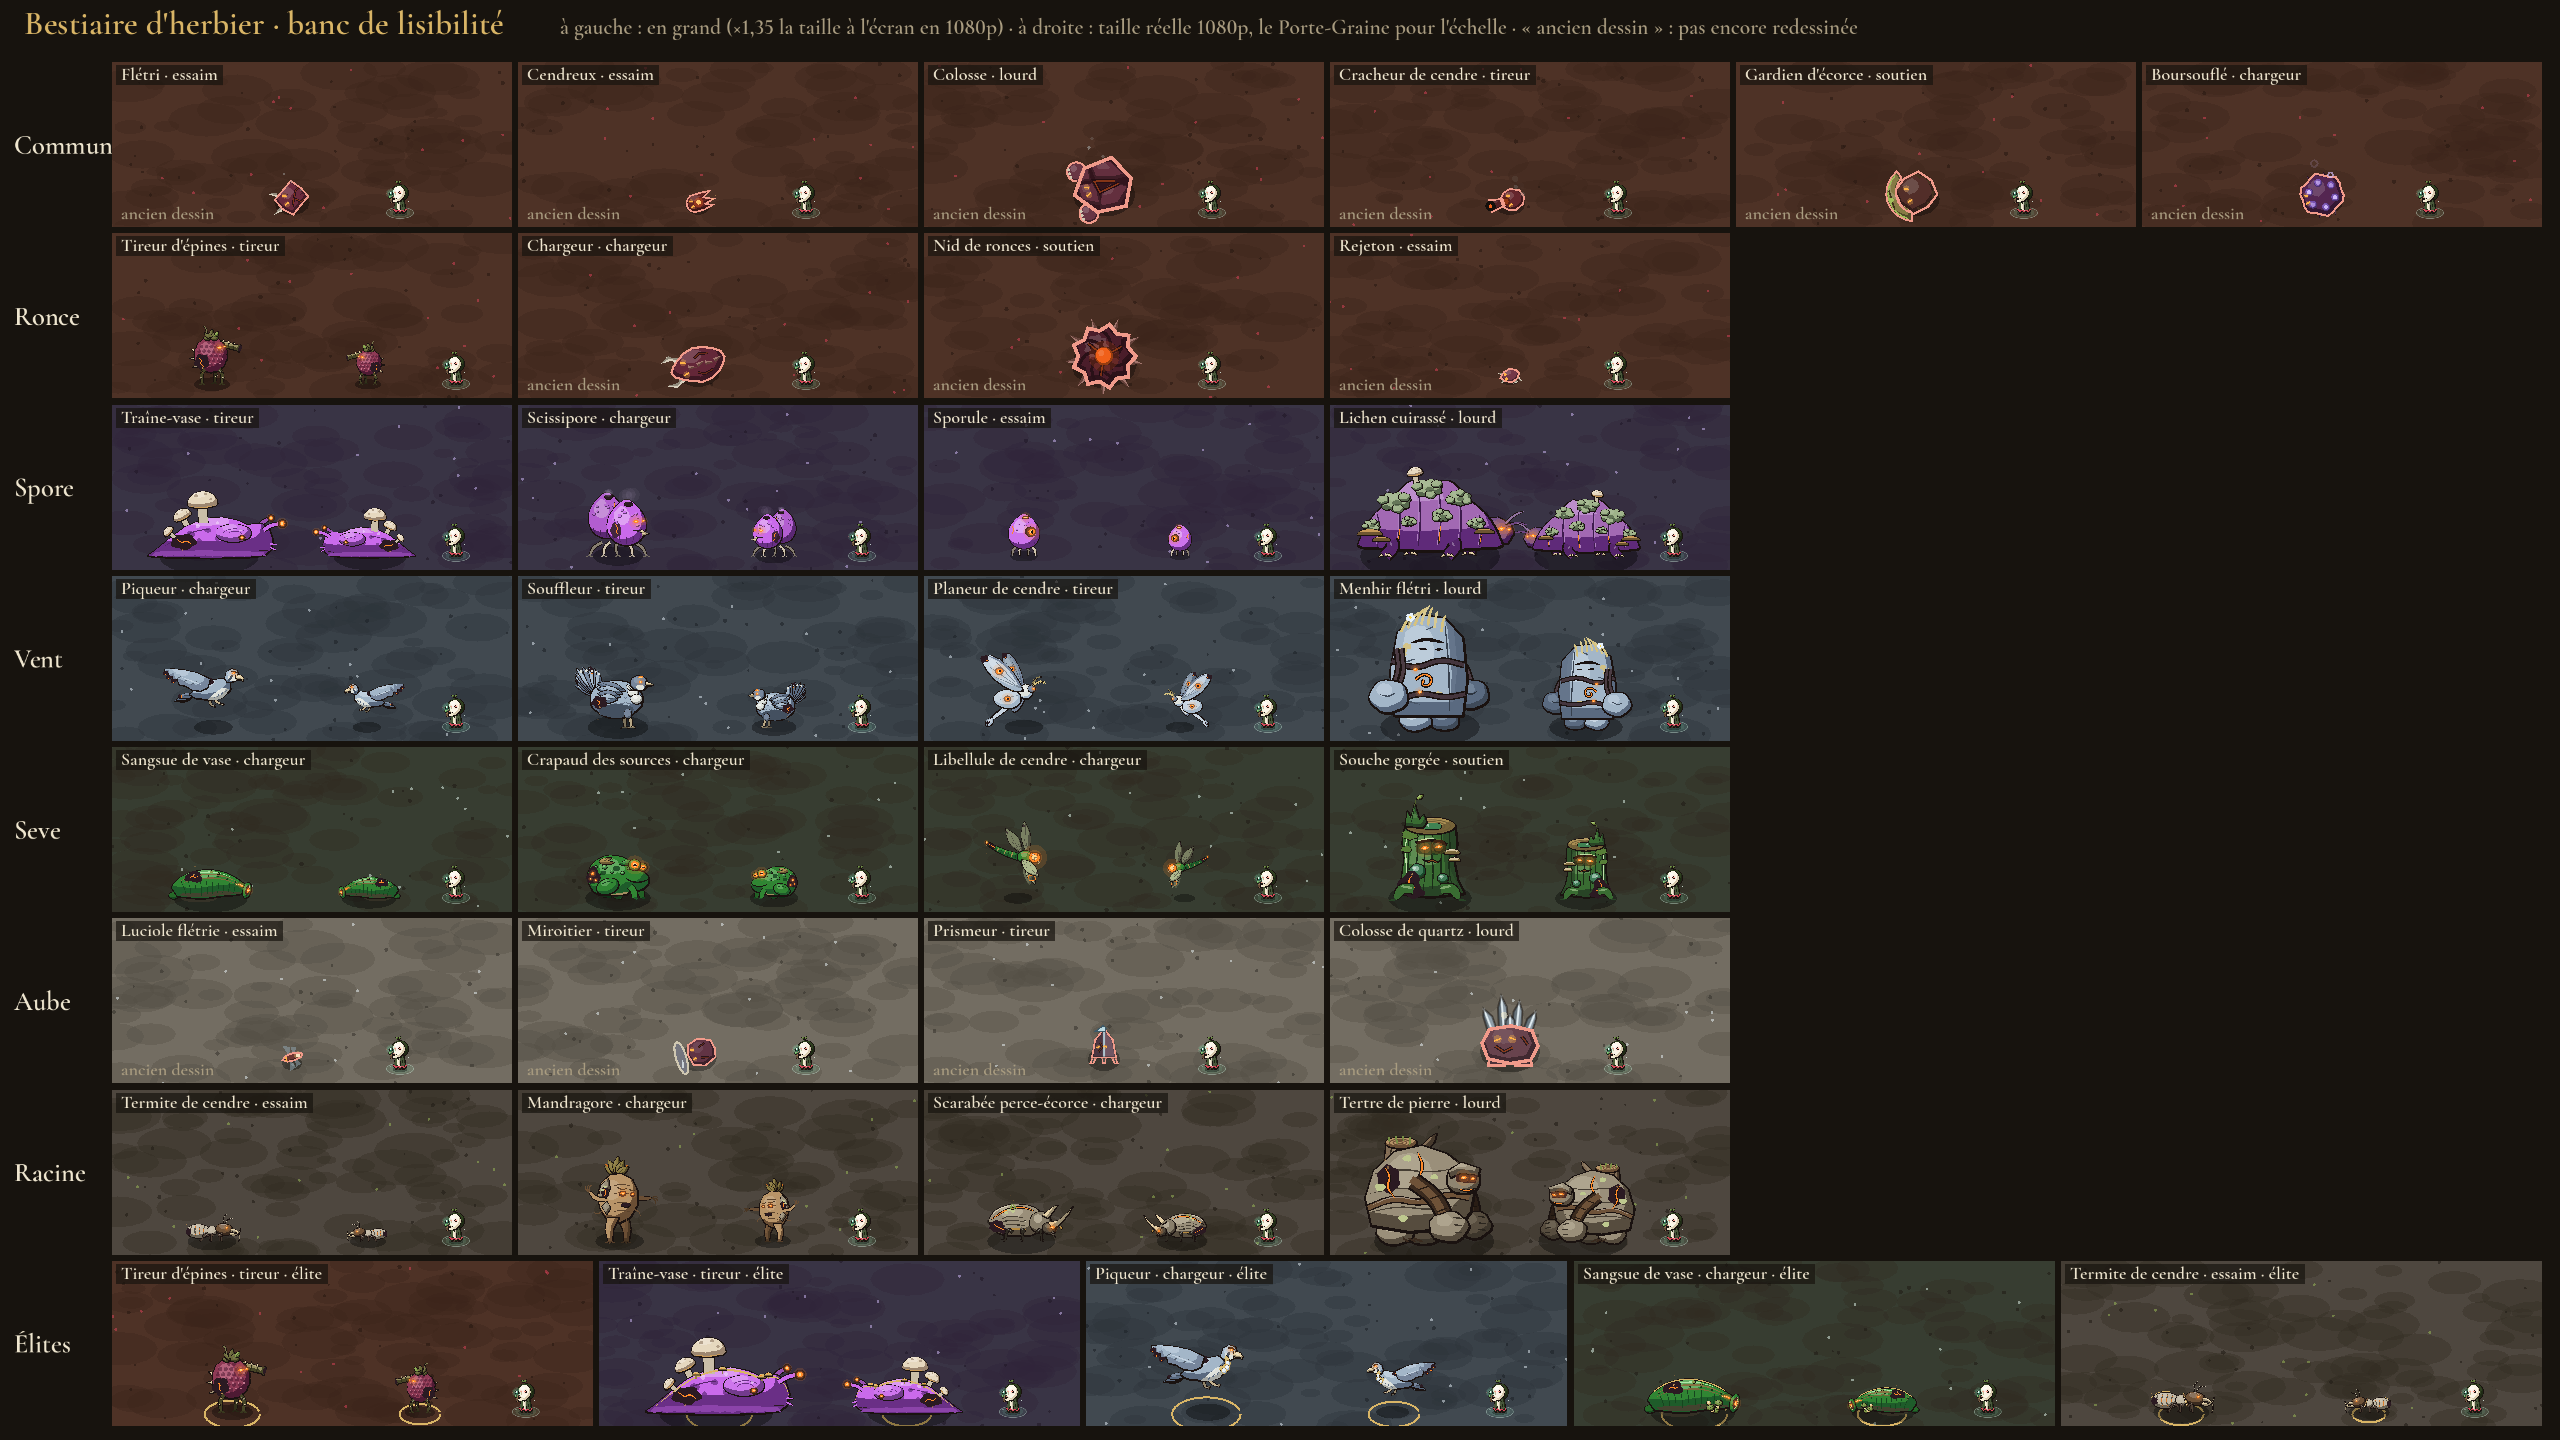 Bestiaire d'herbier · banc de lisibilité
à gauche : en grand (×1,35 la taille à l'écran en 1080p) · à droite : taille réelle 1080p, le Porte-Graine pour l'échelle · « ancien dessin » : pas encore redessinée
Commun
Flétri · essaim
Cendreux · essaim
Colosse · lourd
Cracheur de cendre · tireur
Gardien d'écorce · soutien
Boursouflé · chargeur
ancien dessin
ancien dessin
ancien dessin
ancien dessin
ancien dessin
ancien dessin
Ronce
Tireur d'épines · tireur
Chargeur · chargeur
Nid de ronces · soutien
Rejeton · essaim
ancien dessin
ancien dessin
ancien dessin
Spore
Traîne-vase · tireur
Scissipore · chargeur
Sporule · essaim
Lichen cuirassé · lourd
Vent
Piqueur · chargeur
Souffleur · tireur
Planeur de cendre · tireur
Menhir flétri · lourd
Seve
Sangsue de vase · chargeur
Crapaud des sources · chargeur
Libellule de cendre · chargeur
Souche gorgée · soutien
Aube
Luciole flétrie · essaim
Miroitier · tireur
Prismeur · tireur
Colosse de quartz · lourd
ancien dessin
ancien dessin
ancien dessin
ancien dessin
Racine
Termite de cendre · essaim
Mandragore · chargeur
Scarabée perce-écorce · chargeur
Tertre de pierre · lourd
Élites
Tireur d'épines · tireur · élite
Traîne-vase · tireur · élite
Piqueur · chargeur · élite
Sangsue de vase · chargeur · élite
Termite de cendre · essaim · élite